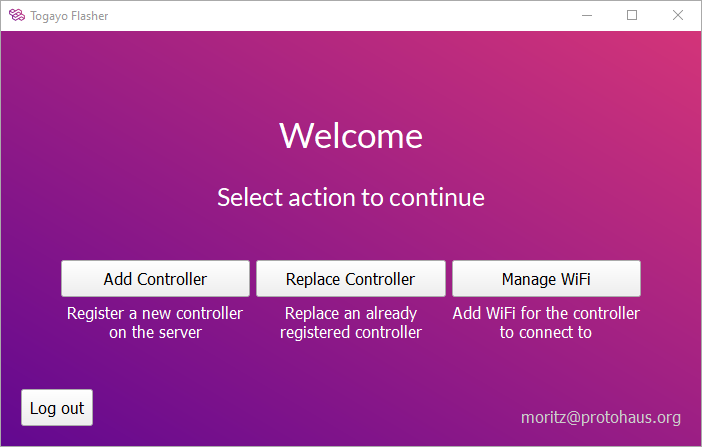 Togayo Flasher
Welcome
Select action to continue
Add Controller
Replace Controller
Manage WiFi
Register a new controller
on the server
Replace an already
registered controller
Add WiFi for the controller
to connect to
Log out
moritz@protohaus.org